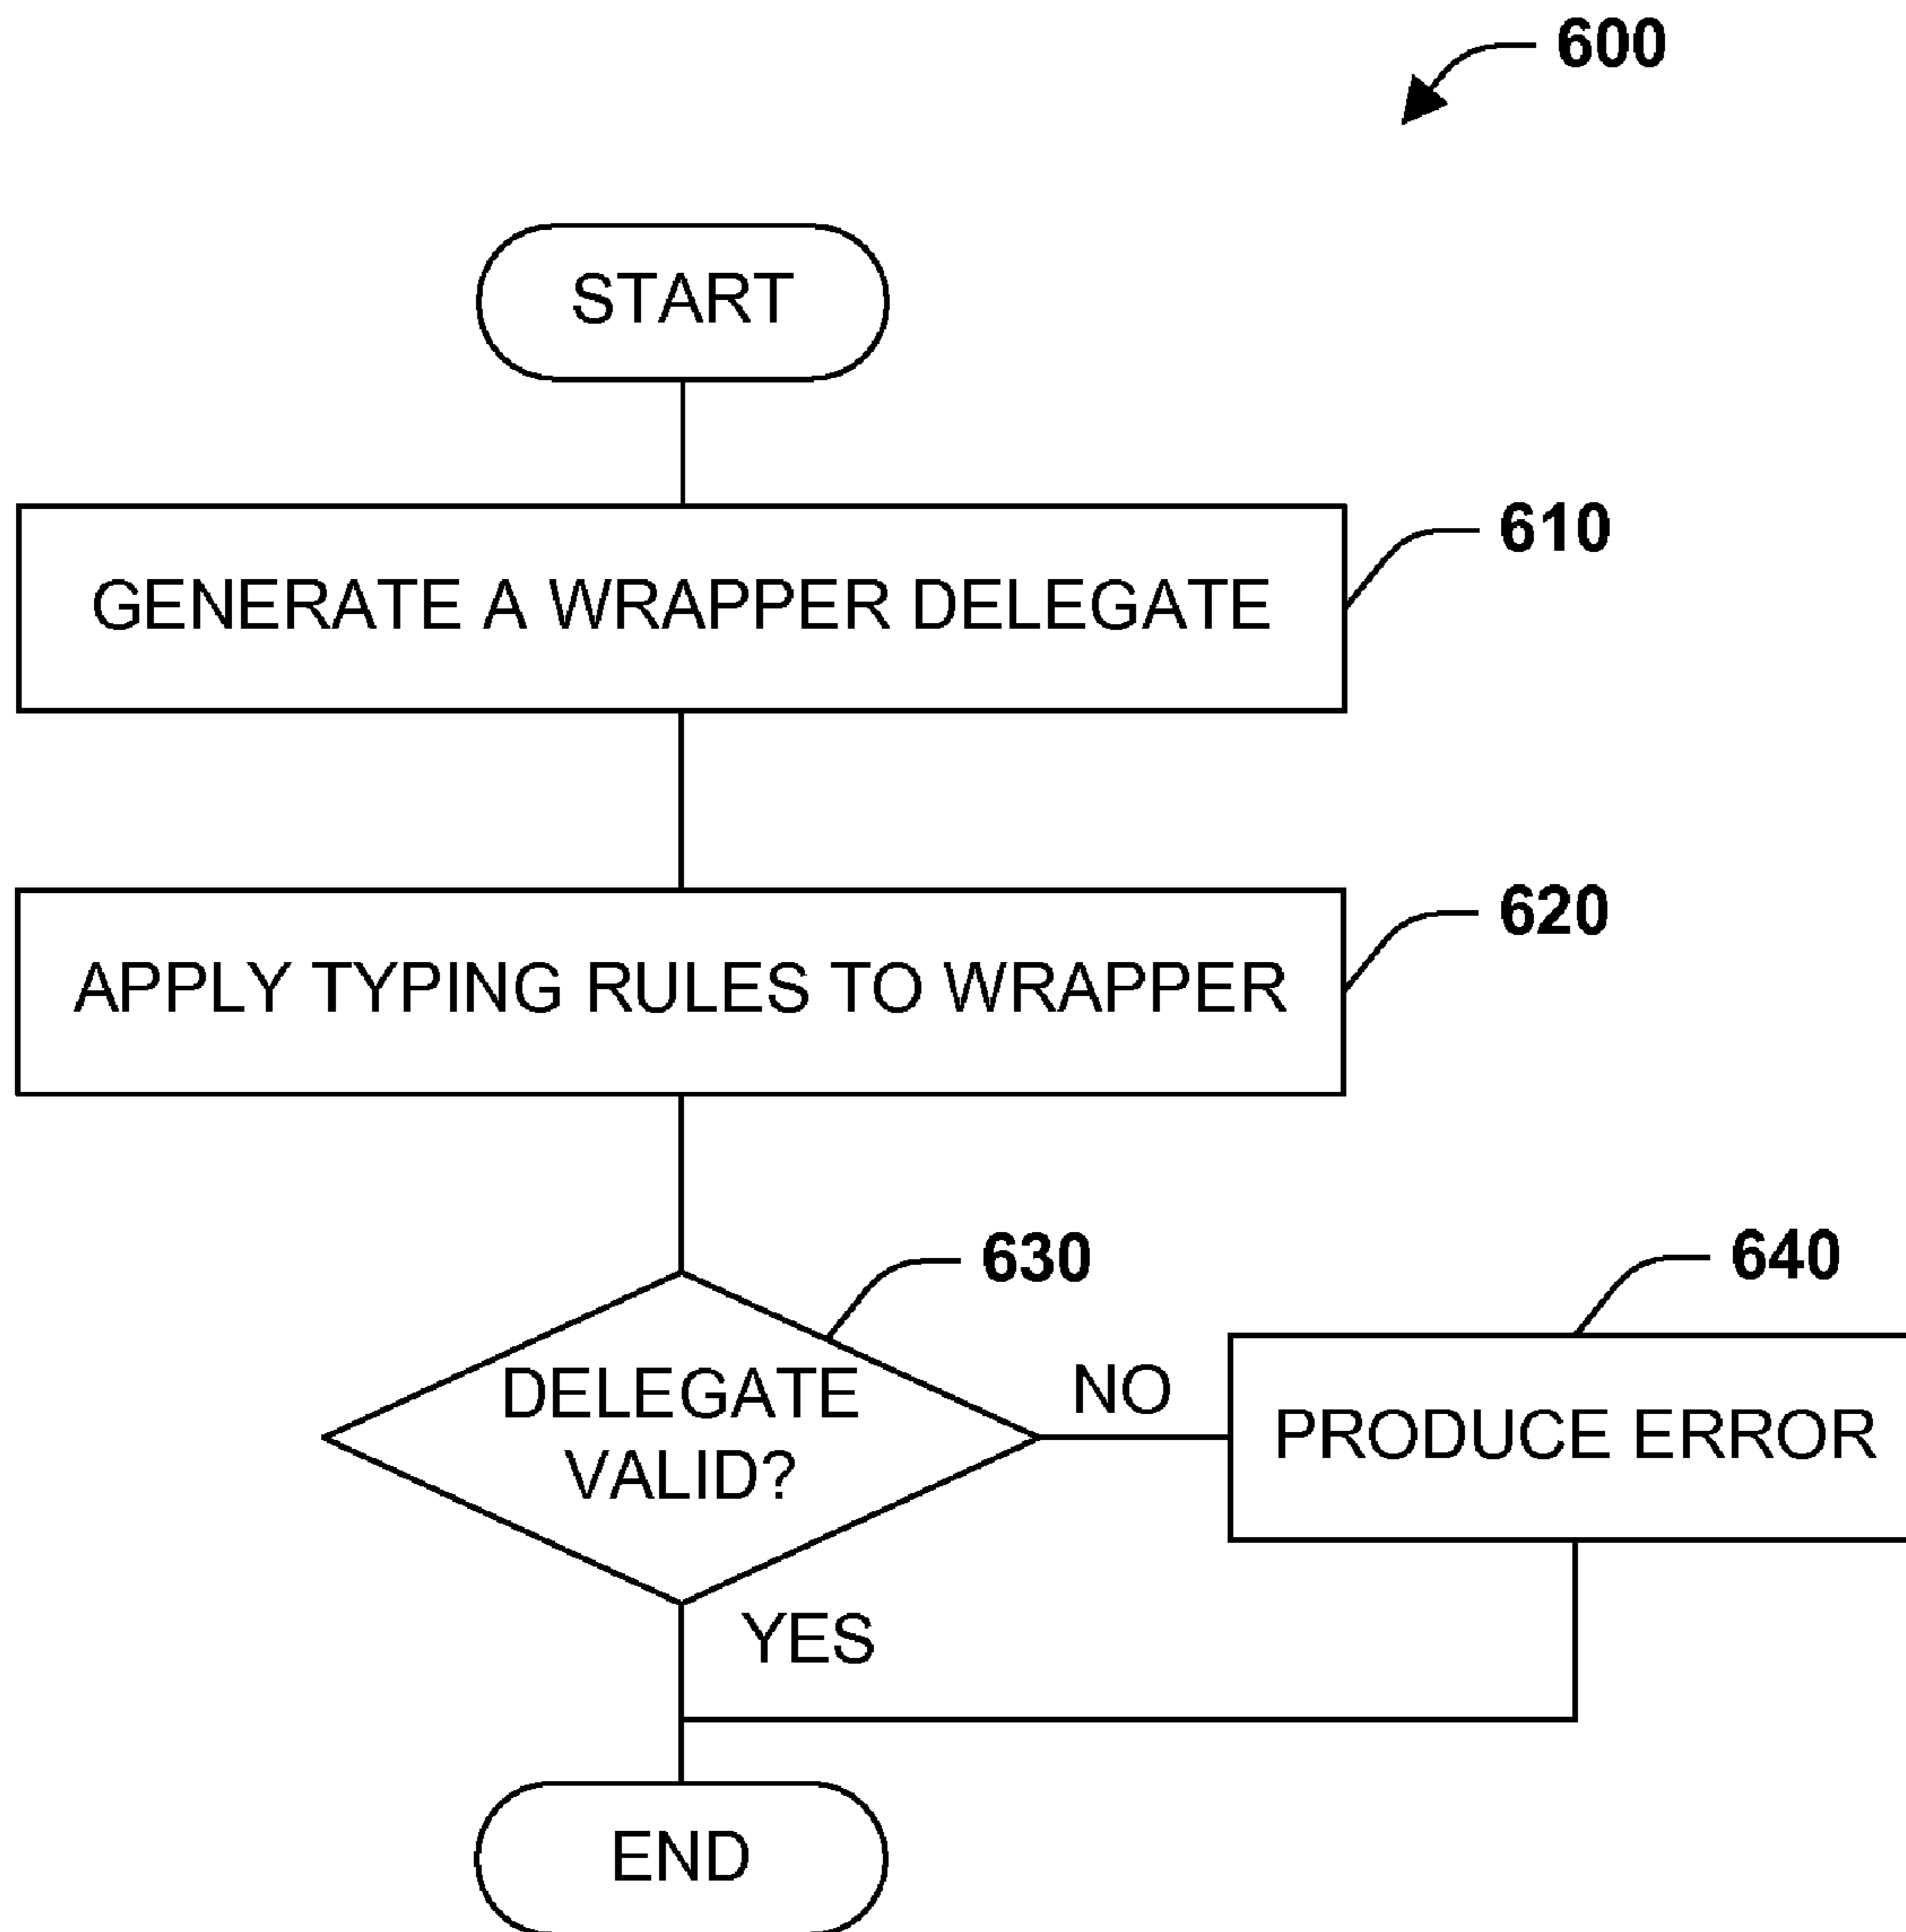 600
START
GENERATE A WRAPPER DELEGATE
610
APPLY TYPING RULES TO WRAPPER
620
630
640
DELEGATE
VALID?
NO
PRODUCE ERROR
YES
END